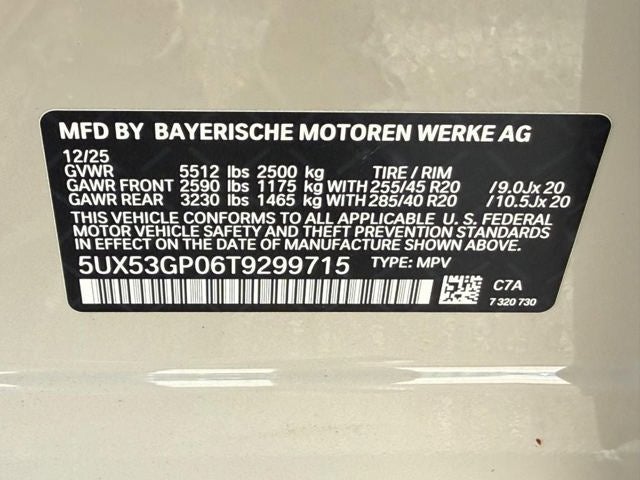 MFD BY BAYERISCHE MOTOREN WERKE AG
12/25
GVWR 5512 lbs 2500 kg TIRE / RIM
GAWR FRONT 2590 lbs 1175 kg WITH 255/45 R20 /9.0Jx 20
GAWR REAR 3230 lbs 1465 kg WITH 285/40 R20 /10.5Jx 20
THIS VEHICLE CONFORMS TO ALL APPLICABLE U. S. FEDERAL
MOTOR VEHICLE SAFETY AND THEFT PREVENTION STANDARDS
IN EFFECT ON THE DATE OF MANUFACTURE SHOWN ABOVE.
5UX53GP06T9299715 TYPE: MPV
C7A
7 320 730